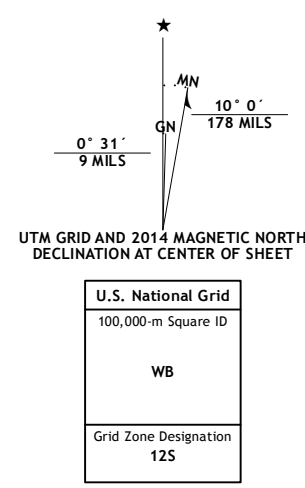 ★
MN
GN
10° 0´
178 MILS
0° 31´
9 MILS
UTM GRID AND 2014 MAGNETIC NORTH
DECLINATION AT CENTER OF SHEET
U.S. National Grid
100,000-m Square ID
WB
Grid Zone Designation
12S